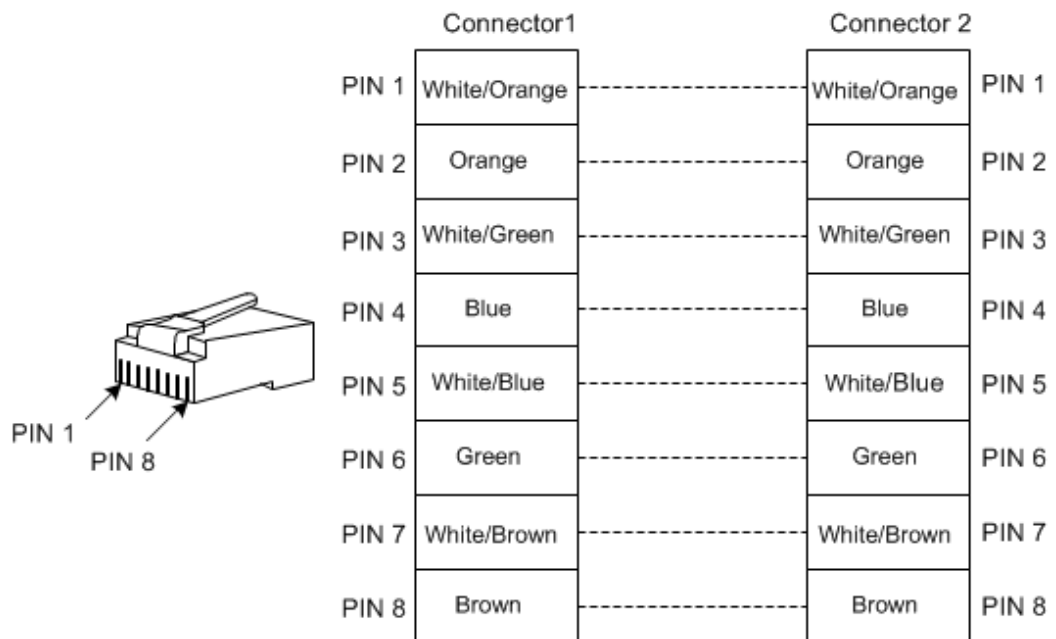 Connector1 Connector 2
PIN 1 White/Orange White/Orange PIN 1
PIN 2 Orange Orange PIN 2
PIN 3 White/Green White/Green PIN 3
PIN 4 Blue Blue PIN 4
PIN 5 White/Blue White/Blue PIN 5
PIN 6 Green Green PIN 6
PIN 7 White/Brown White/Brown PIN 7
PIN 8 Brown Brown PIN 8
PIN 1
PIN 8